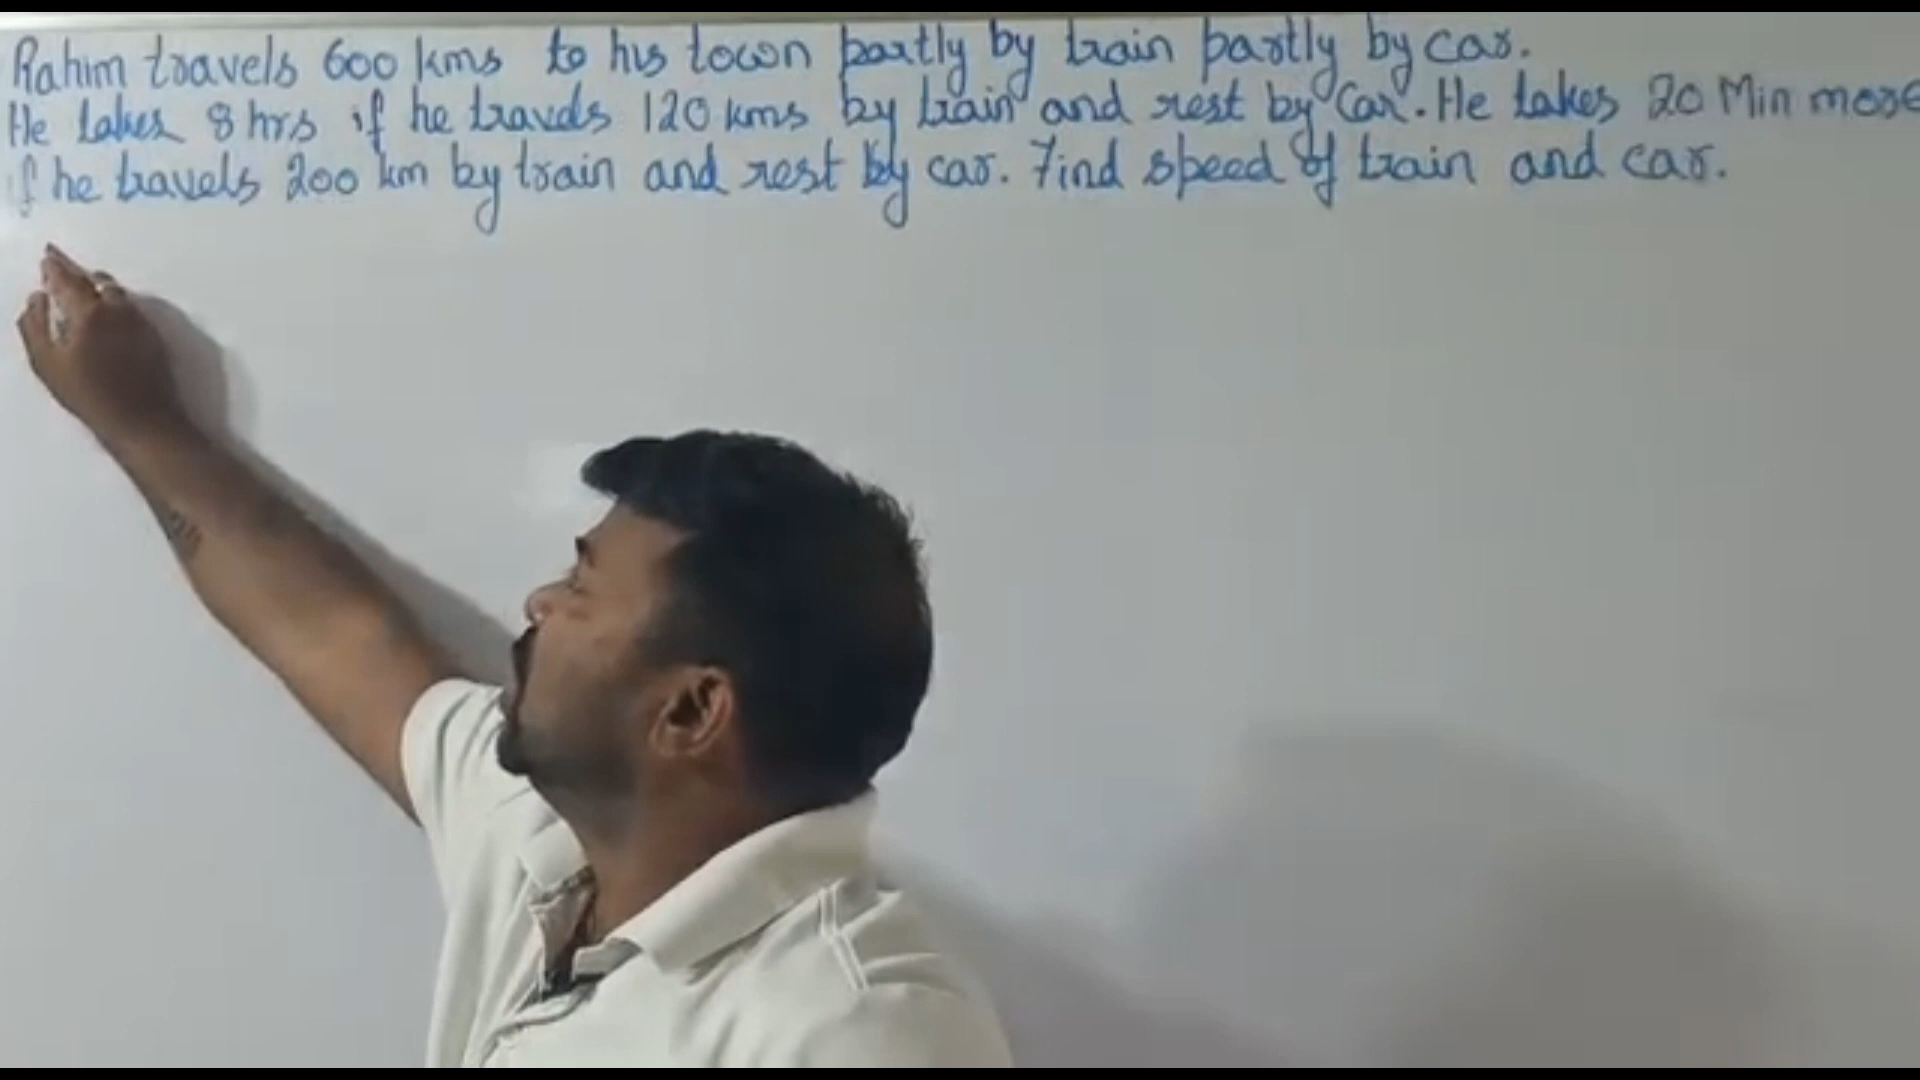 Rahim travels 600 kms to his town partly by train partly by car.
He takes 8 hrs if he travels 120 kms by train and rest by Car. He takes 20 Min more
if he travels 200 km by train and rest by car. Find speed of train and car.